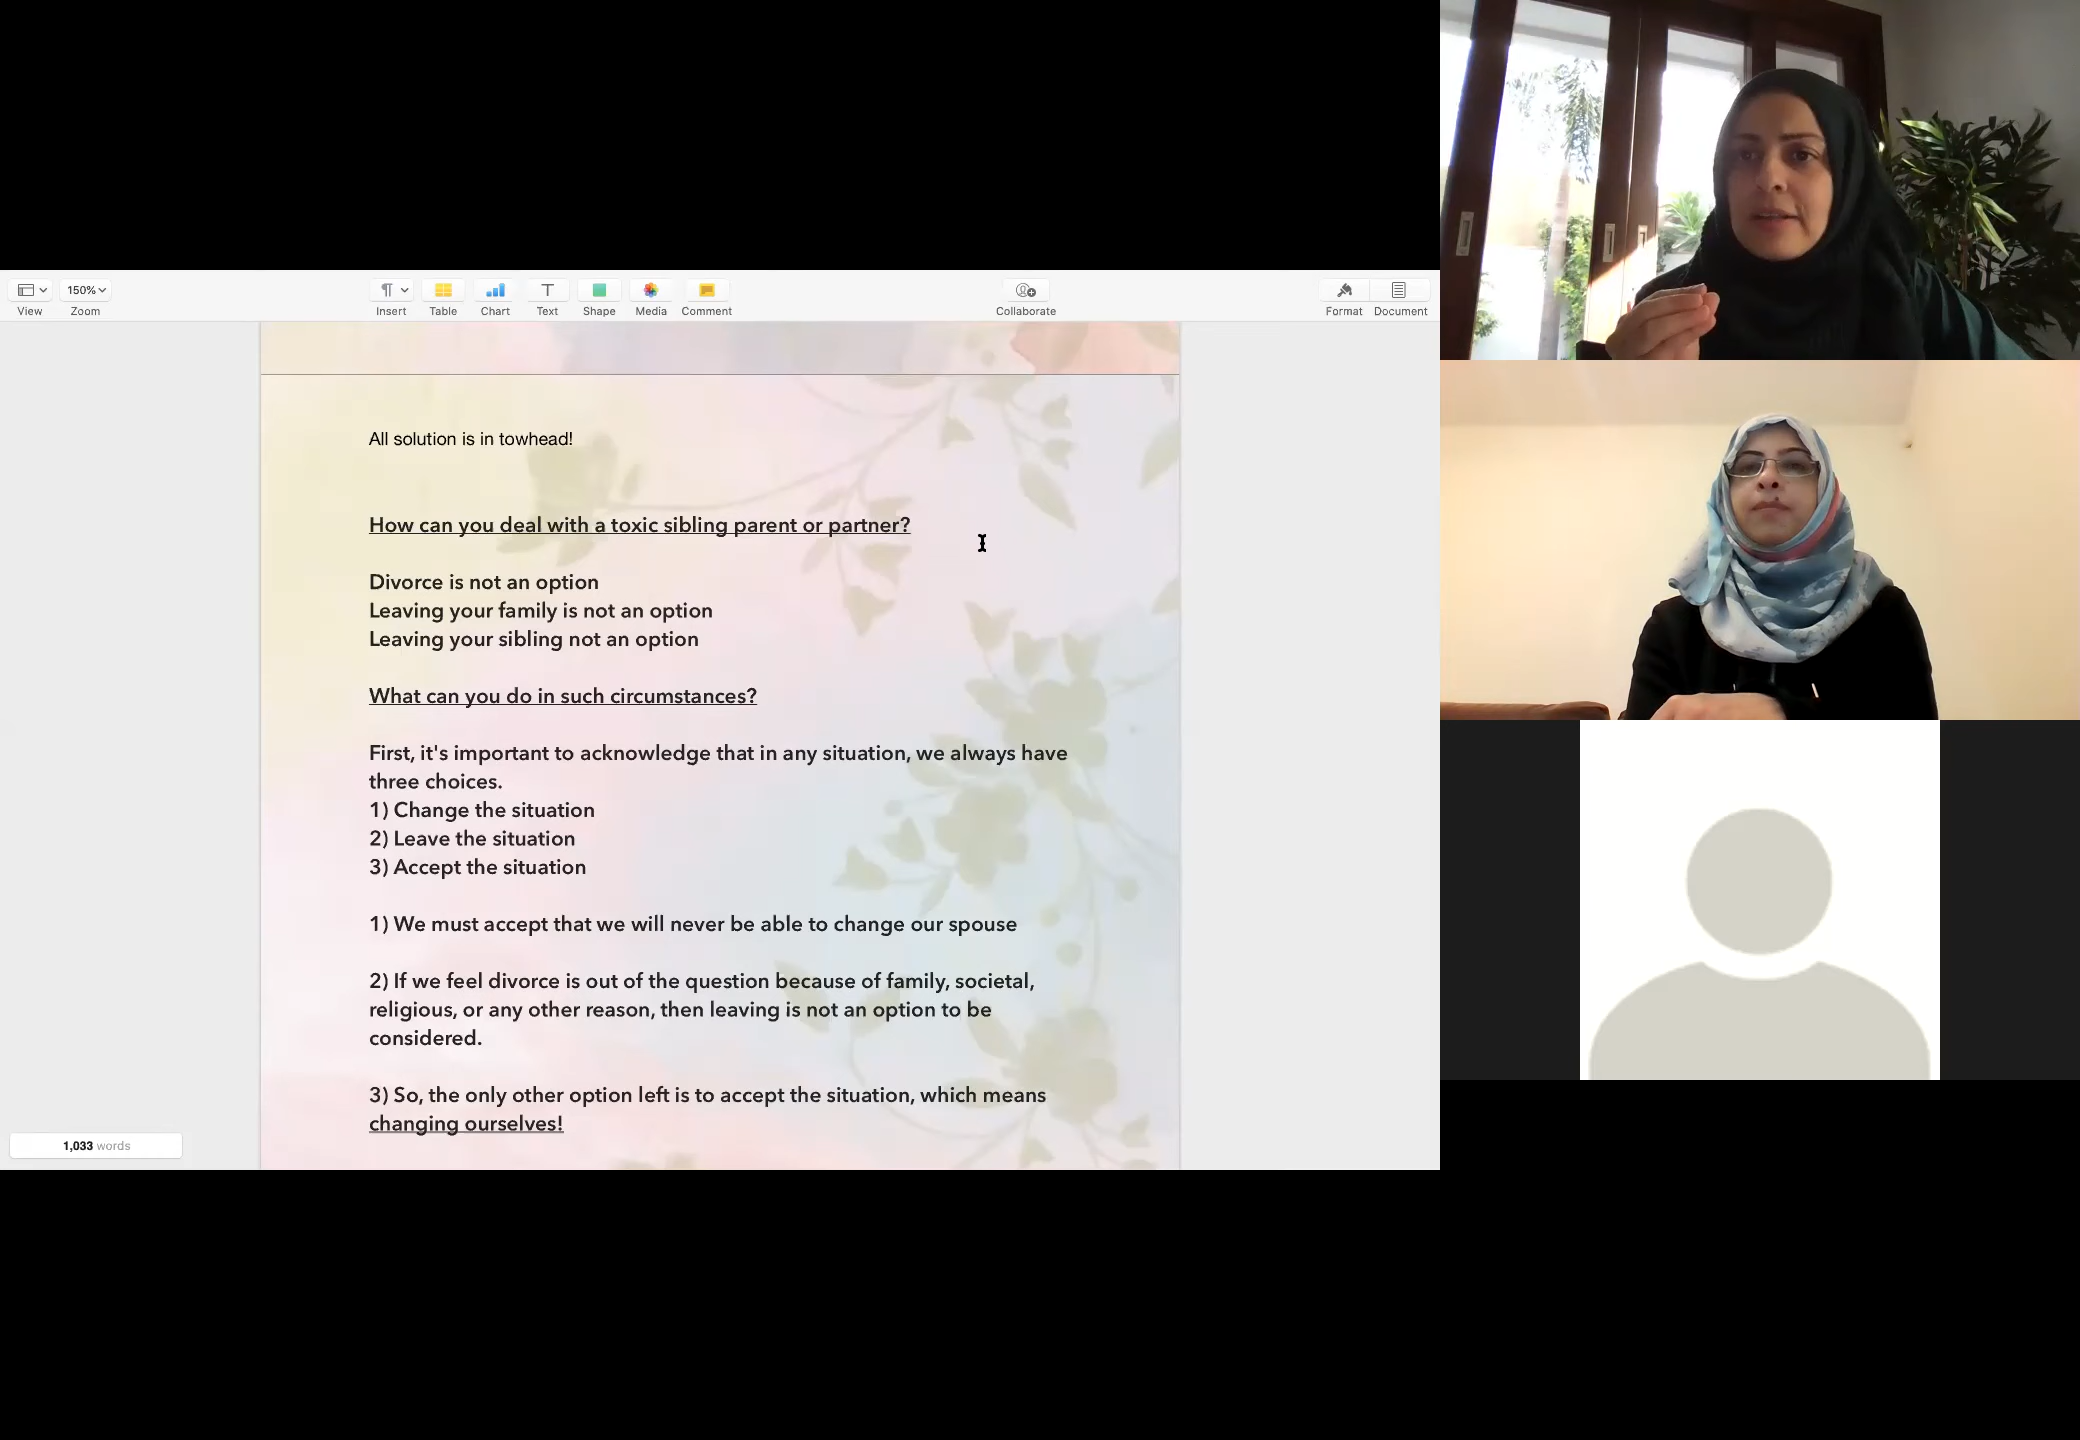 150%
View
Zoom
Insert
Table
Chart
Text
Shape
Media
Comment
Collaborate
Format
Document
All solution is in towhead!
How can you deal with a toxic sibling parent or partner?
Divorce is not an option
Leaving your family is not an option
Leaving your sibling not an option
What can you do in such circumstances?
First, it's important to acknowledge that in any situation, we always have
three choices.
1) Change the situation
2) Leave the situation
3) Accept the situation
1) We must accept that we will never be able to change our spouse
2) If we feel divorce is out of the question because of family, societal,
religious, or any other reason, then leaving is not an option to be
considered.
3) So, the only other option left is to accept the situation, which means
changing ourselves!
1,033 words